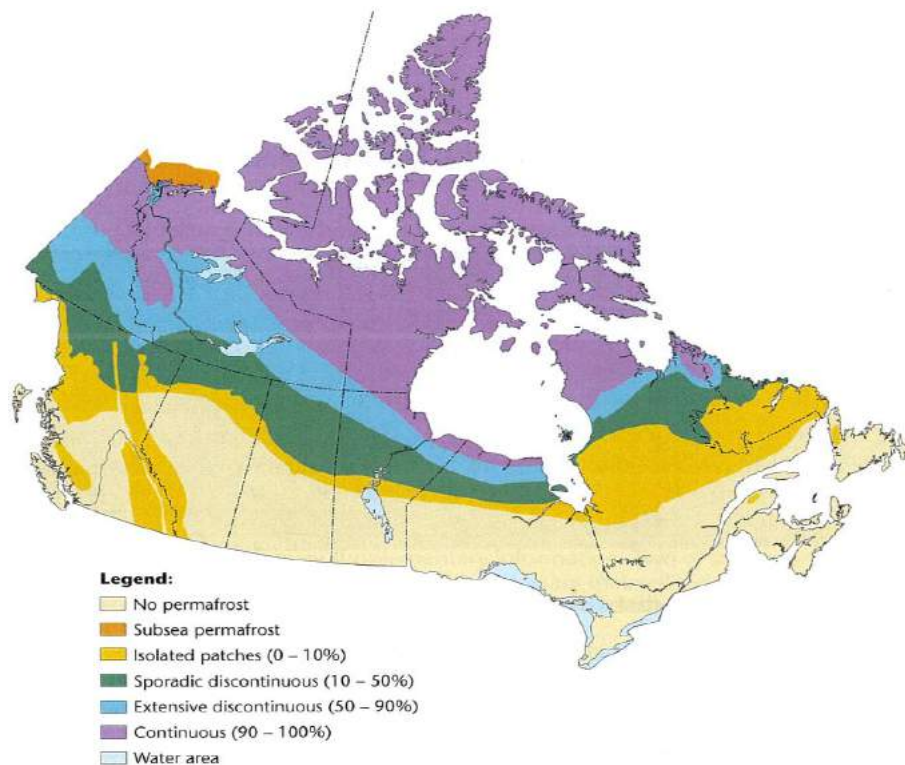 Legend:
No permafrost
Subsea permafrost
Isolated patches (0 – 10%)
Sporadic discontinuous (10 – 50%)
Extensive discontinuous (50 – 90%)
Continuous (90 – 100%)
Water area